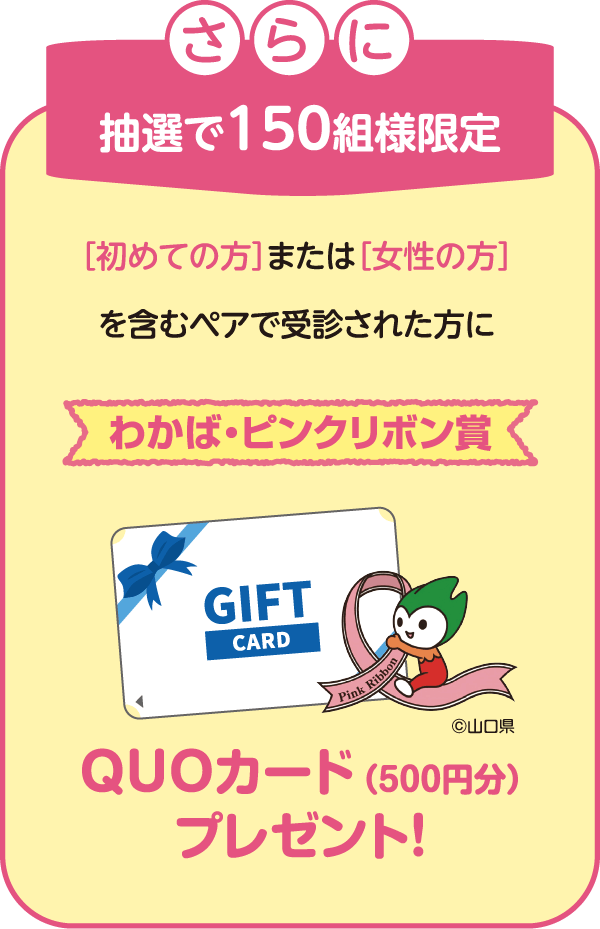 さらに
抽選で150組様限定
［初めての方］または［女性の方］
を含むペアで受診された方に
わかば・ピンクリボン賞
GIFT
CARD
Pink Ribbon
©山口県
QUOカード（500円分）
プレゼント!